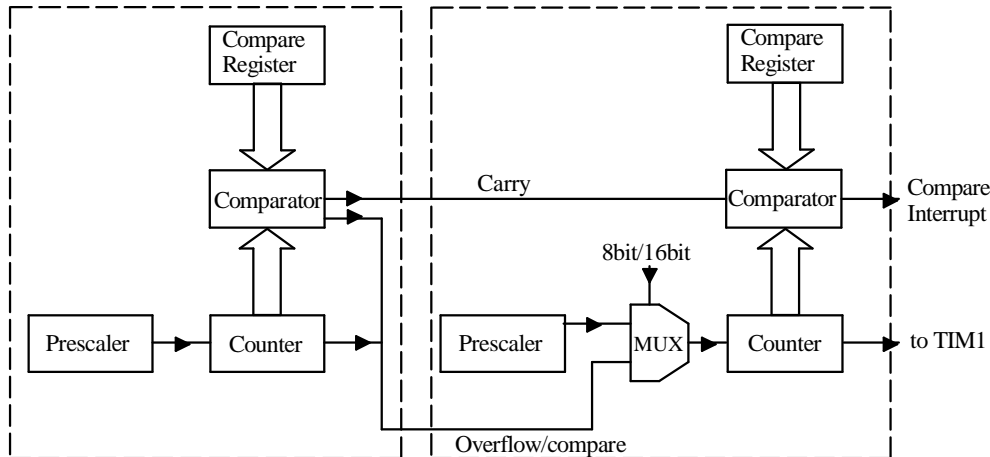 Compare
Register
Compare
Register
Comparator
Carry
Comparator
Compare
Interrupt
8bit/16bit
Prescaler
Counter
Prescaler
MUX
Counter
to TIM1
Overflow/compare